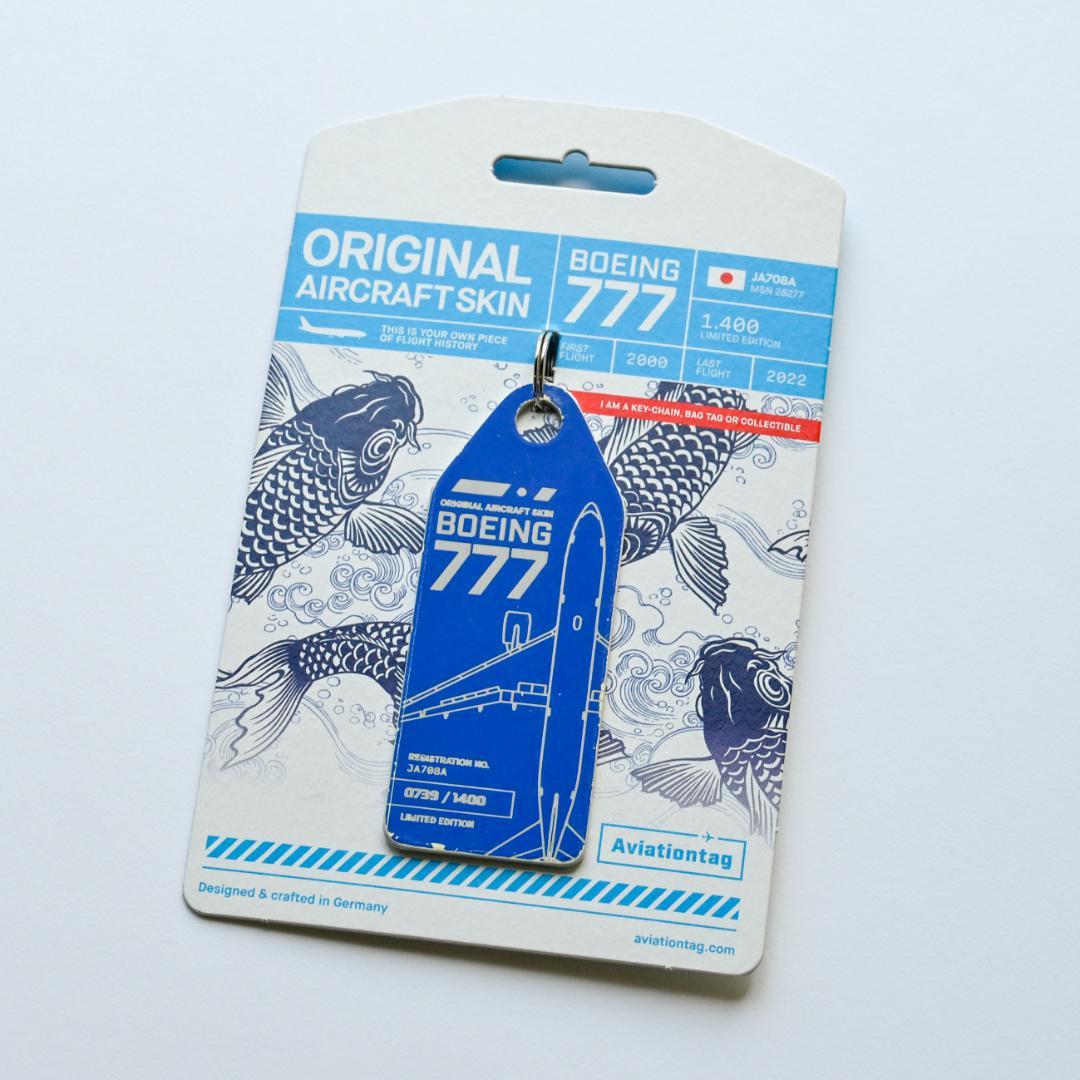 ORIGINAL
AIRCRAFT SKIN
THIS IS YOUR OWN PIECE
OF FLIGHT HISTORY
BOEING
777
JA708A
MSN 28277
1.400
LIMITED EDITION
FIRST
FLIGHT
2000
LAST
FLIGHT
2022
I AM A KEY-CHAIN, BAG TAG OR COLLECTIBLE
ORIGINAL AIRCRAFT SKIN
BOEING
777
REGISTRATION NO.
JA708A
0739 / 1400
LIMITED EDITION
Aviationtag
Designed & crafted in Germany
aviationtag.com